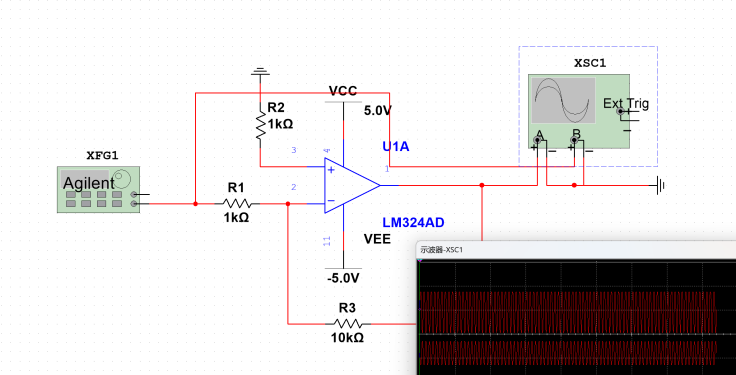 XSC1
VCC
5.0V
Ext Trig
R2
1kΩ
A
B
U1A
3
4
1
XFG1
Agilent
R1
1kΩ
2
LM324AD
11
VEE
-5.0V
示波器-XSC1
R3
10kΩ